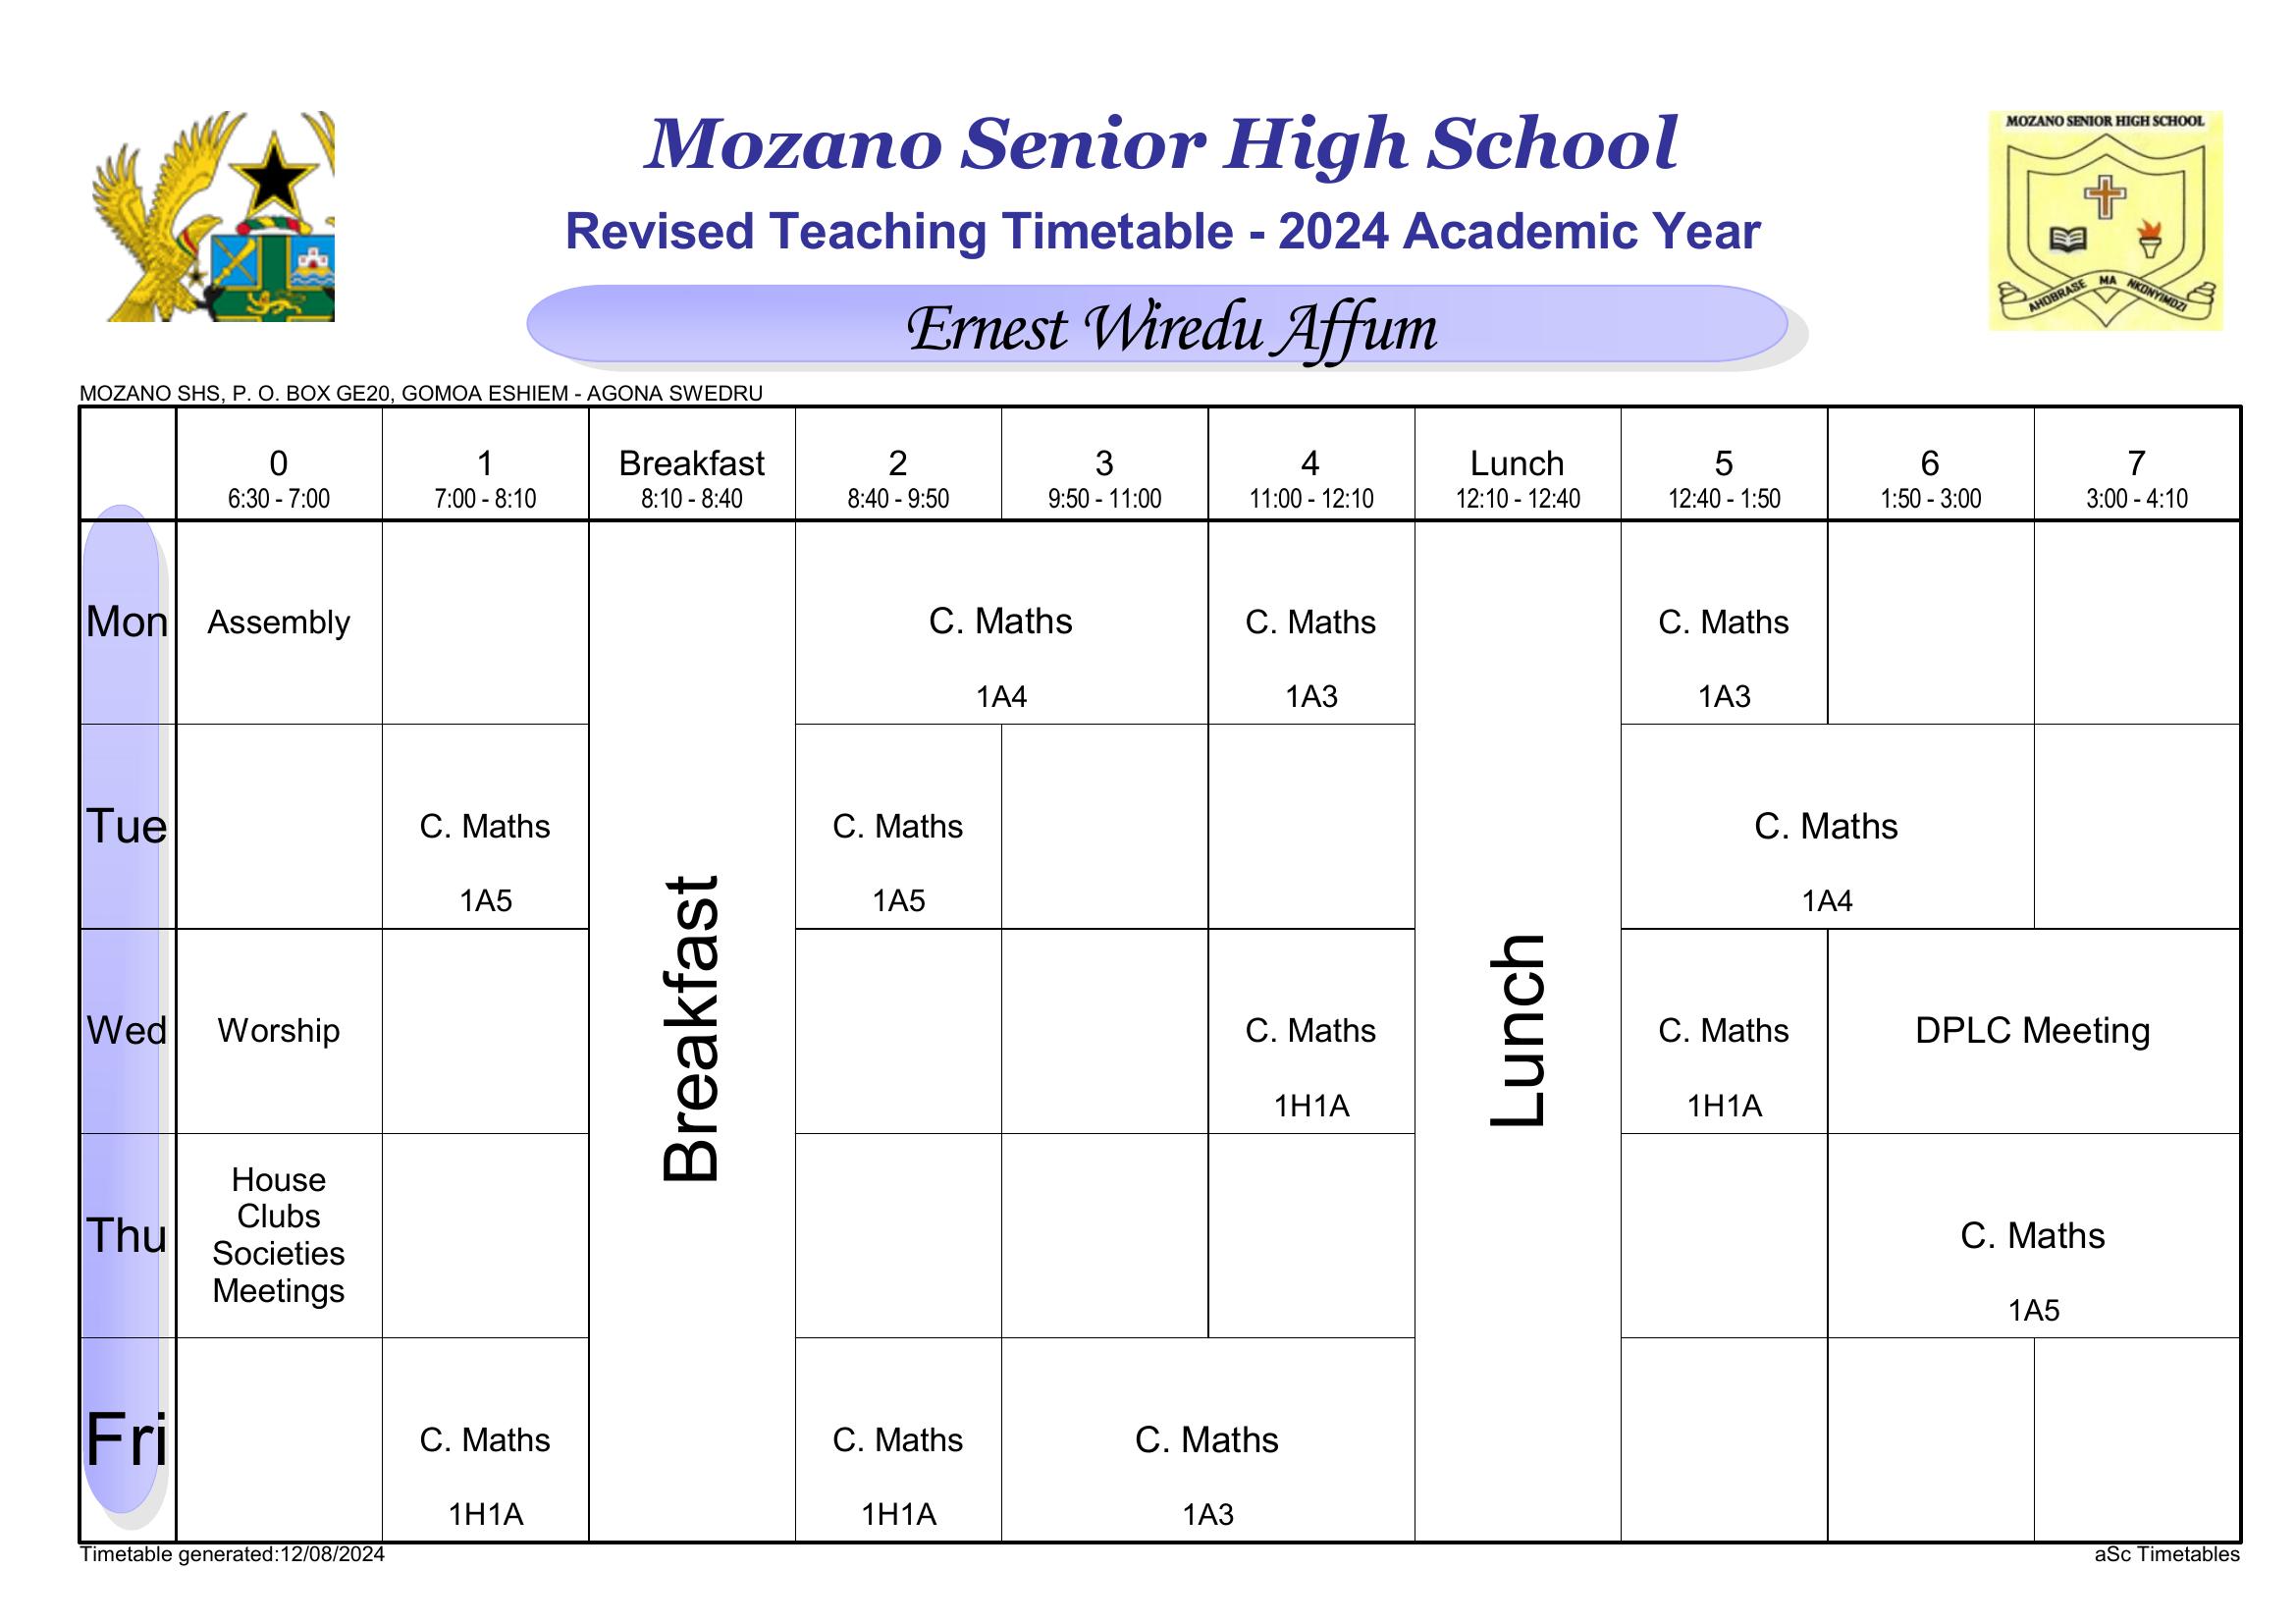 MOZANO SENIOR HIGH SCHOOL
AHOBRASE MA NKONYIMDZI
Mozano Senior High School
Revised Teaching Timetable - 2024 Academic Year
Ernest Wiredu Affum
MOZANO SHS, P. O. BOX GE20, GOMOA ESHIEM - AGONA SWEDRU
0 1 Breakfast 2 3 4 Lunch 5 6 7
6:30 - 7:00 7:00 - 8:10 8:10 - 8:40 8:40 - 9:50 9:50 - 11:00 11:00 - 12:10 12:10 - 12:40 12:40 - 1:50 1:50 - 3:00 3:00 - 4:10
Mon Assembly C. Maths C. Maths C. Maths
1A4 1A3 1A3
Tue C. Maths C. Maths C. Maths
1A5 1A5 1A4
Breakfast
Lunch
Wed Worship C. Maths C. Maths DPLC Meeting
1H1A 1H1A
House
Clubs
Thu C. Maths
Societies
Meetings
1A5
Fri C. Maths C. Maths C. Maths
1H1A 1H1A 1A3
Timetable generated:12/08/2024 aSc Timetables